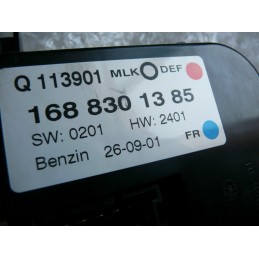 Q 113901 MLK DEF
168 830 13 85
SW: 0201 HW: 2401
Benzin 26-09-01 FR